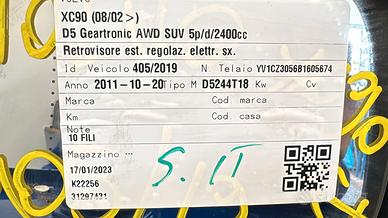 XC90 (08/02 > )
D5 Geartronic AWD SUV 5p/d/2400cc
Retrovisore est. regolaz. elettr. sx.
Id Veicolo 405/2019 N Telaio YV1CZ3056B1605674
Anno 2011-10-20 Tipo M D5244T18 Kw Cv
Marca Cod. marca
Km. Cod. casa
Note
10 FILI
Magazzino ...
S. IT
17/01/2023
K22256
31297431